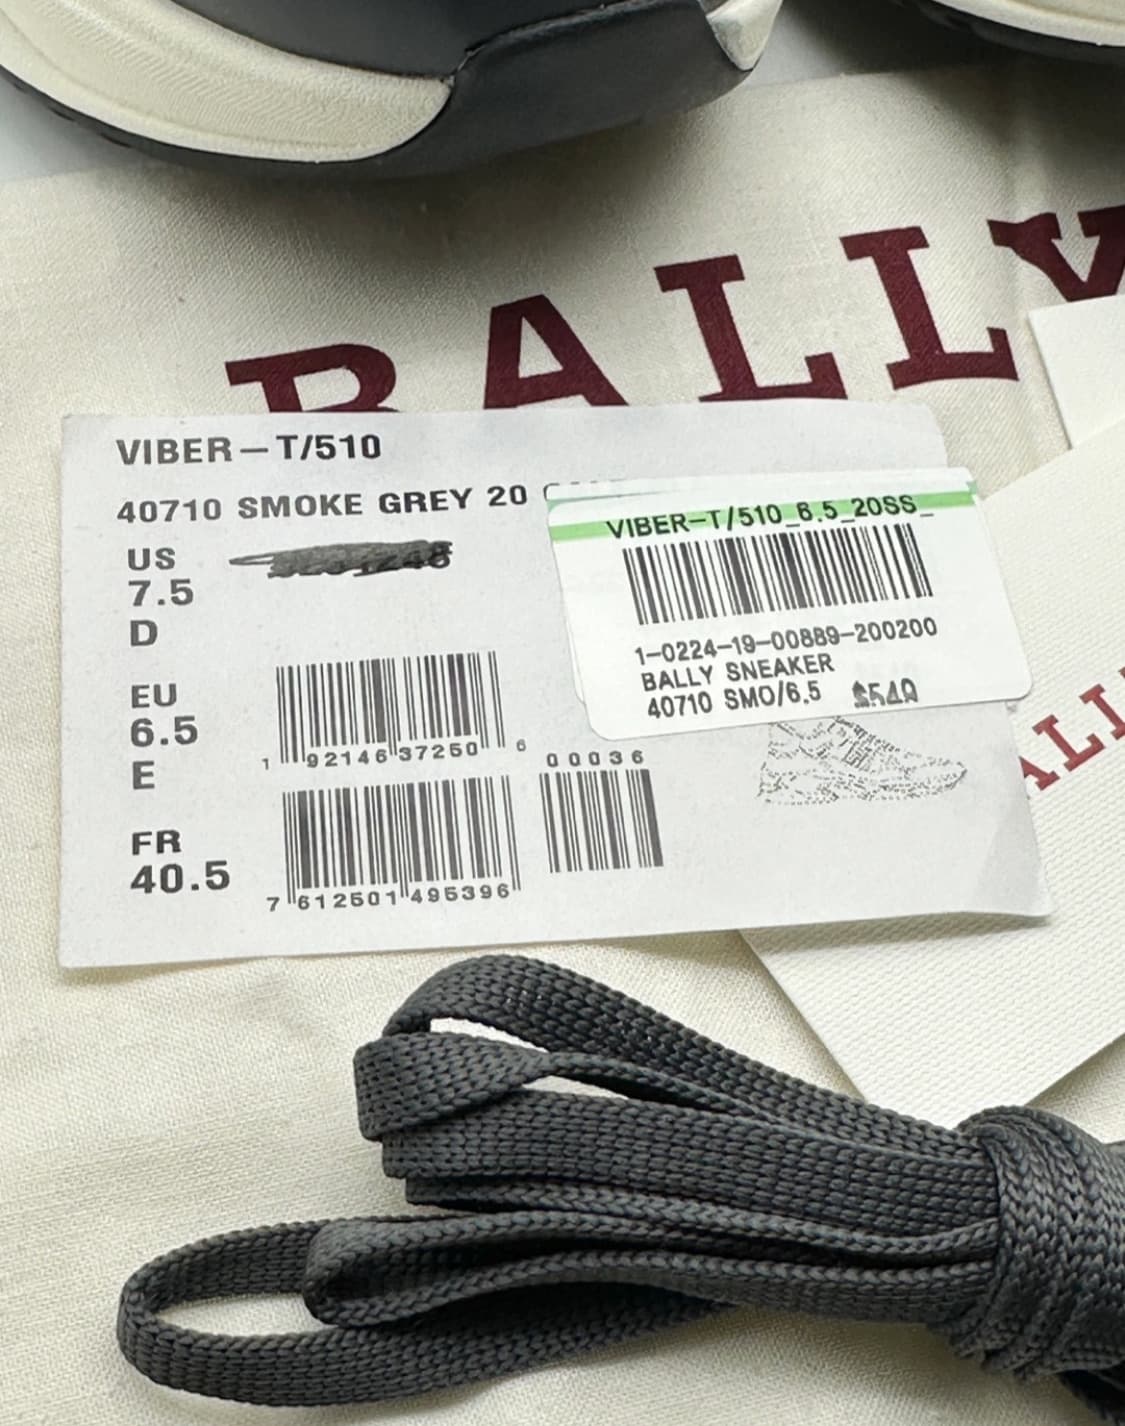 BALLY
VIBER-T/510
40710 SMOKE GREY 20
US
7.5
D
EU
6.5
E
FR
40.5
1 92146 37250 6
00036
7 612501 495396
VIBER-T/510_6.5_20SS_
1-0224-19-00889-200200
BALLY SNEAKER
40710 SMO/6.5 $549